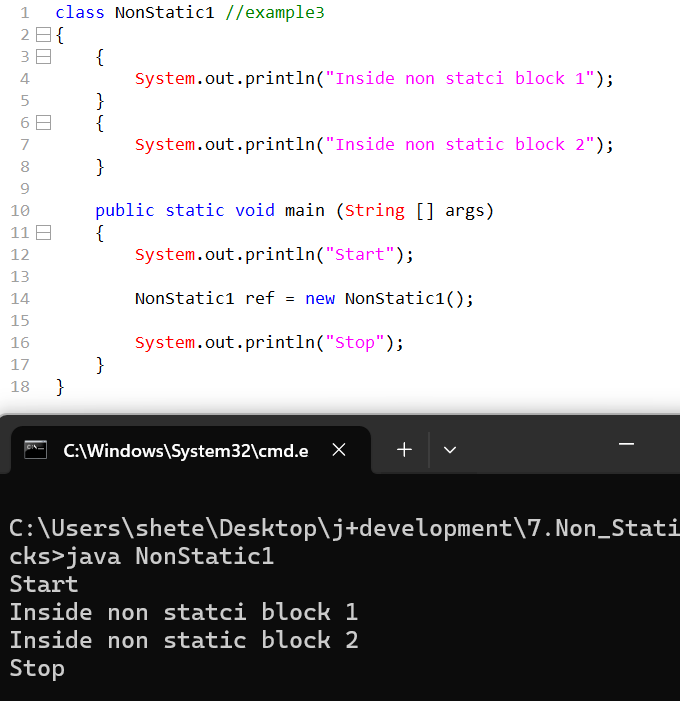 1 class NonStatic1 //example3
2 {
3 {
4 System.out.println("Inside non statci block 1");
5 }
6 {
7 System.out.println("Inside non static block 2");
8 }
9
10 public static void main (String [] args)
11 {
12 System.out.println("Start");
13
14 NonStatic1 ref = new NonStatic1();
15
16 System.out.println("Stop");
17 }
18 }
C:\Windows\System32\cmd.e
C:\Users\shete\Desktop\j+development\7.Non_Stati
cks>java NonStatic1
Start
Inside non statci block 1
Inside non static block 2
Stop